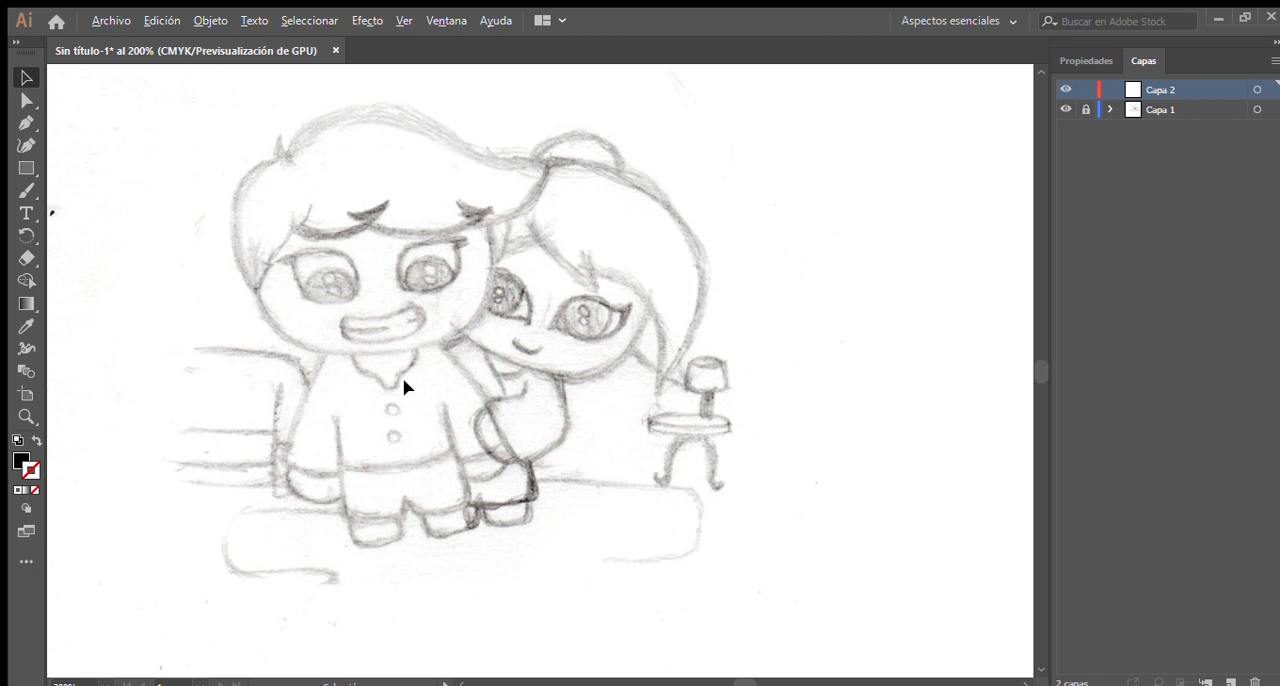 Ai Archivo Edición Objeto Texto Seleccionar Efecto Ver Ventana Ayuda Aspectos esenciales Buscar en Adobe Stock
Sin título-1* al 200% (CMYK/Previsualización de GPU) ×
Propiedades Capas
Capa 2
Capa 1
2 capas